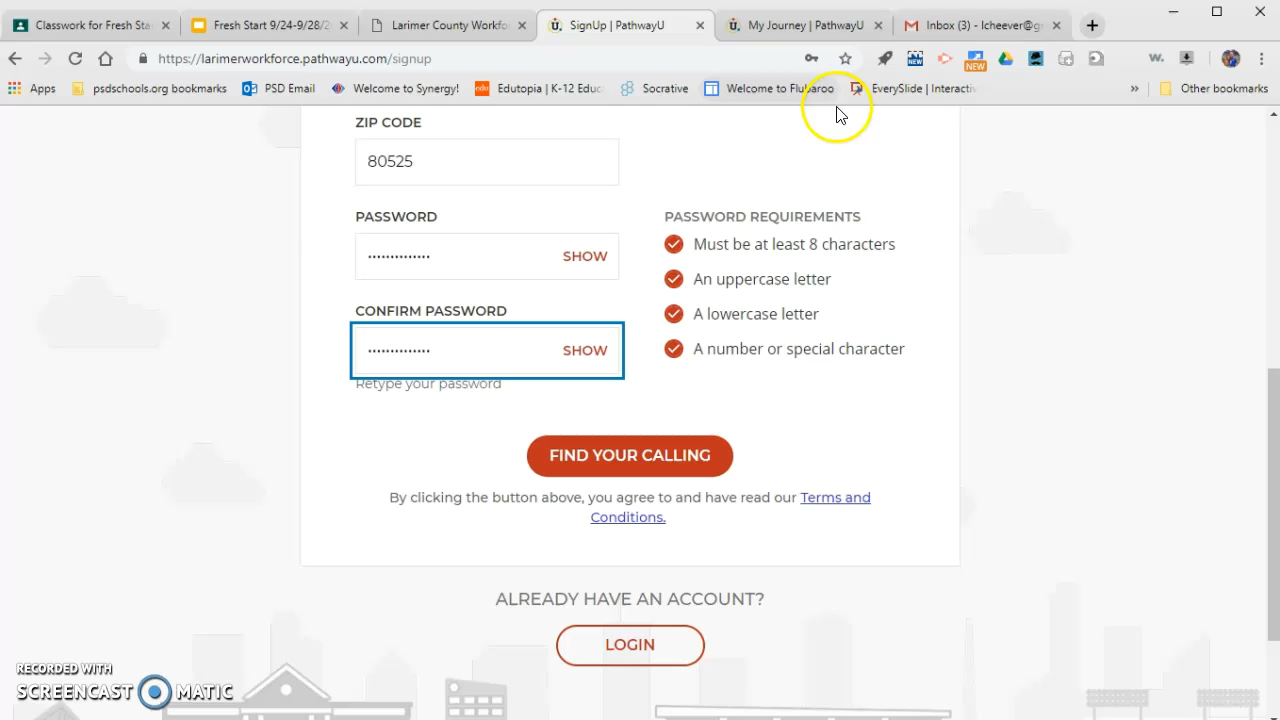 Classwork for Fresh Sta
Fresh Start 9/24-9/28/2
Larimer County Workfo
SignUp | PathwayU
My Journey | PathwayU
Inbox (3) - lcheever@g
https://larimerworkforce.pathwayu.com/signup
NEW
NEW
W.
Apps
psdschools.org bookmarks
PSD Email
Welcome to Synergy!
ndu
Edutopia | K-12 Educ
Socrative
Welcome to Flubaroo
EverySlide | Interactiv
»
Other bookmarks
ZIP CODE
80525
PASSWORD
SHOW
PASSWORD REQUIREMENTS
Must be at least 8 characters
An uppercase letter
A lowercase letter
A number or special character
CONFIRM PASSWORD
SHOW
Retype your password
FIND YOUR CALLING
By clicking the button above, you agree to and have read our Terms and
Conditions.
ALREADY HAVE AN ACCOUNT?
LOGIN
RECORDED WITH
SCREENCAST MATIC